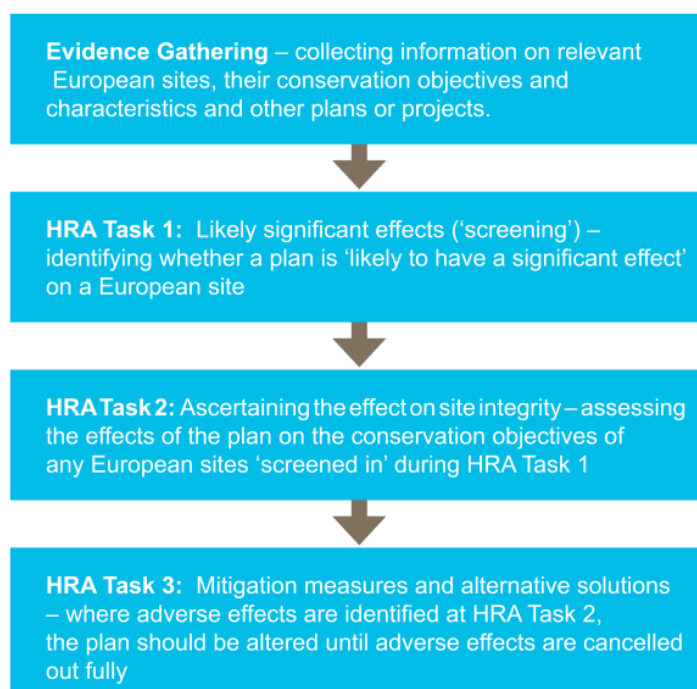 Evidence Gathering – collecting information on relevant
European sites, their conservation objectives and
characteristics and other plans or projects.
HRA Task 1: Likely significant effects (‘screening’) –
identifying whether a plan is ‘likely to have a significant effect’
on a European site
HRA Task 2: Ascertaining the effect on site integrity – assessing
the effects of the plan on the conservation objectives of
any European sites ‘screened in’ during HRA Task 1
HRA Task 3: Mitigation measures and alternative solutions
– where adverse effects are identified at HRA Task 2,
the plan should be altered until adverse effects are cancelled
out fully